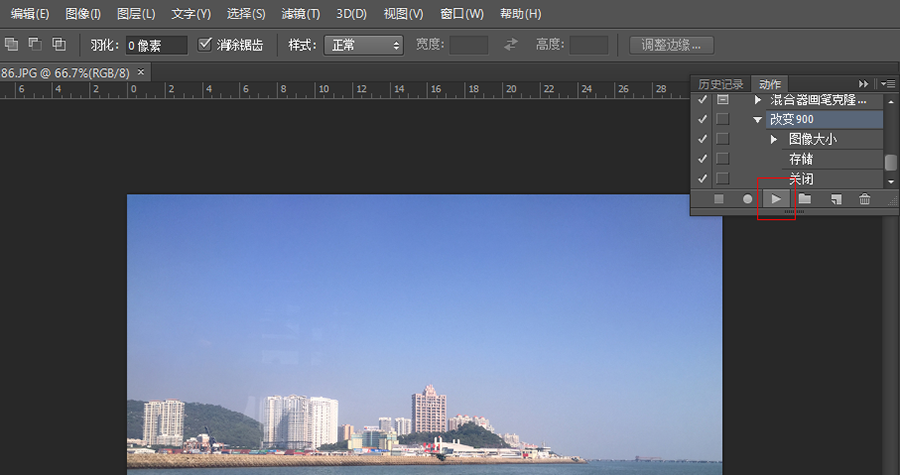 编辑(E) 图像(I) 图层(L) 文字(Y) 选择(S) 滤镜(T) 3D(D) 视图(V) 窗口(W) 帮助(H)
羽化: 0 像素 消除锯齿 样式: 正常 宽度: 高度: 调整边缘...
86.JPG @ 66.7%(RGB/8) ×
6 4 2 0 2 4 6 8 10 12 14 16 18 20 22 24 26 28
历史记录 动作
混合器画笔克隆...
改变900
图像大小
存储
关闭